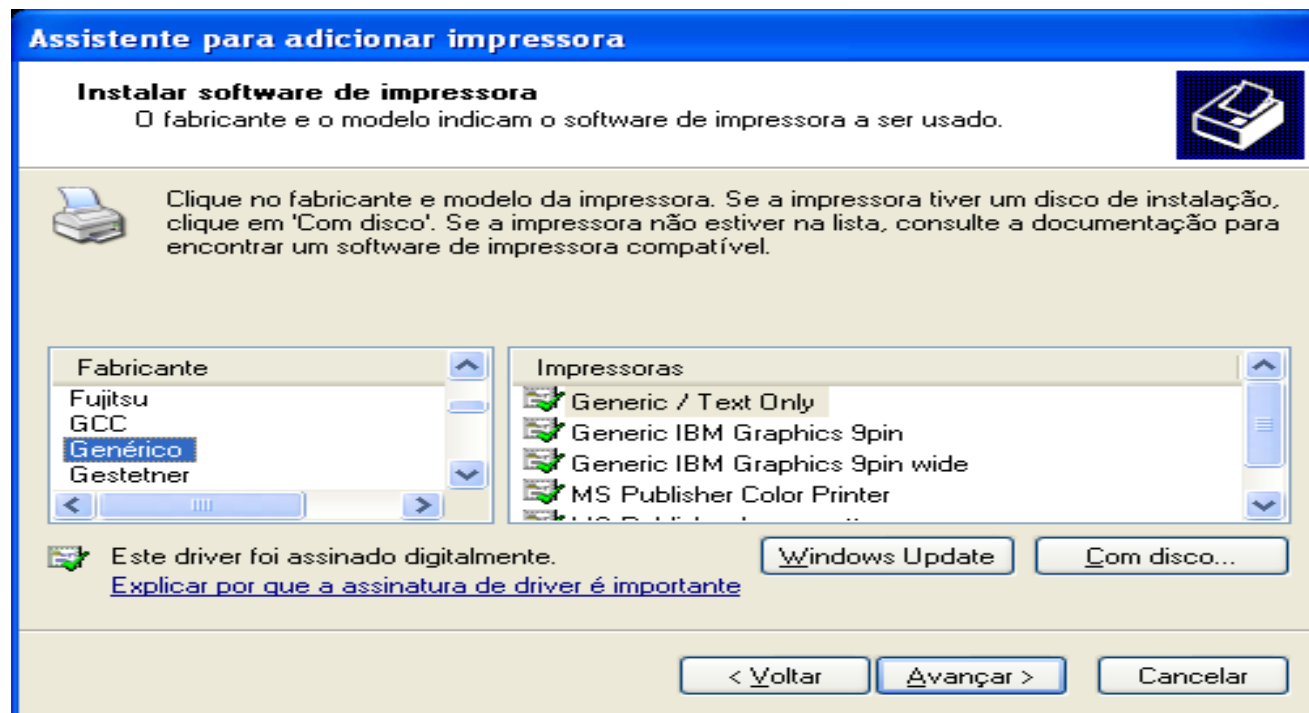 Assistente para adicionar impressora
Instalar software de impressora
O fabricante e o modelo indicam o software de impressora a ser usado.
Clique no fabricante e modelo da impressora. Se a impressora tiver um disco de instalação,
clique em 'Com disco'. Se a impressora não estiver na lista, consulte a documentação para
encontrar um software de impressora compatível.
Fabricante
Fujitsu
GCC
Genérico
Gestetner
Impressoras
Generic / Text Only
Generic IBM Graphics 9pin
Generic IBM Graphics 9pin wide
MS Publisher Color Printer
Este driver foi assinado digitalmente.
Explicar por que a assinatura de driver é importante
Windows Update
Com disco...
< Voltar
Avançar >
Cancelar